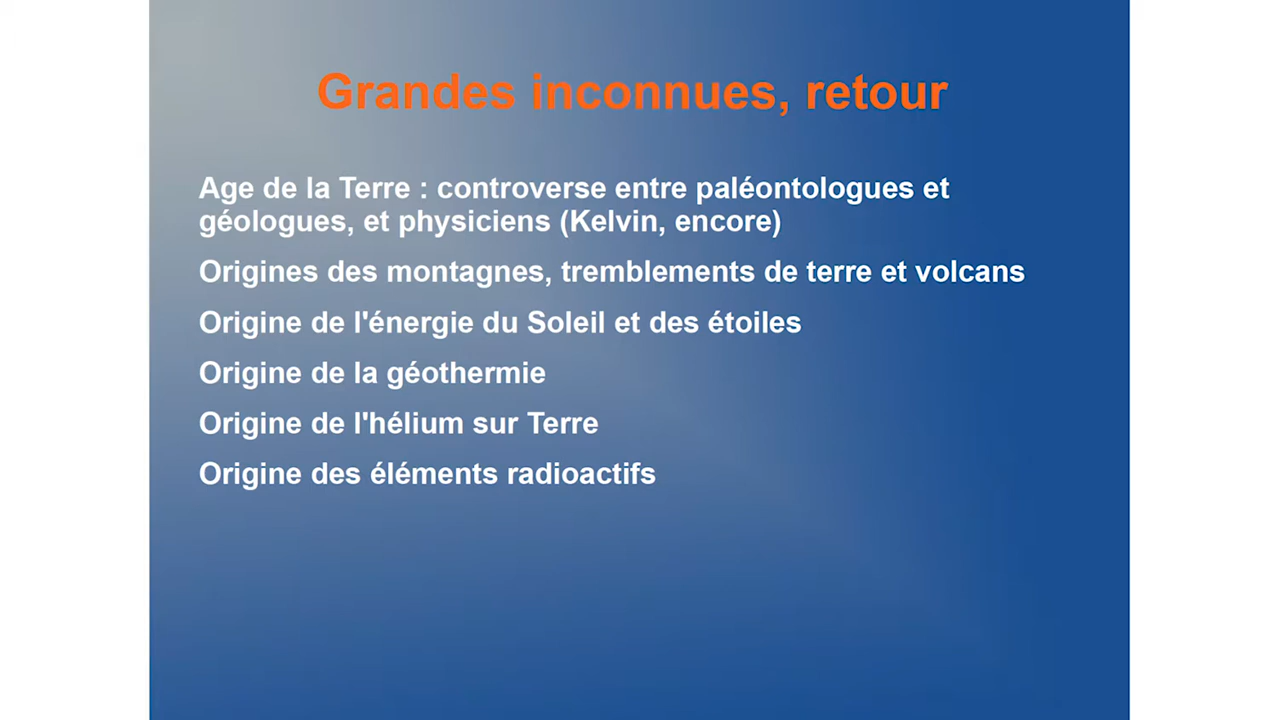 Grandes inconnues, retour
Age de la Terre : controverse entre paléontologues et
géologues, et physiciens (Kelvin, encore)
Origines des montagnes, tremblements de terre et volcans
Origine de l'énergie du Soleil et des étoiles
Origine de la géothermie
Origine de l'hélium sur Terre
Origine des éléments radioactifs